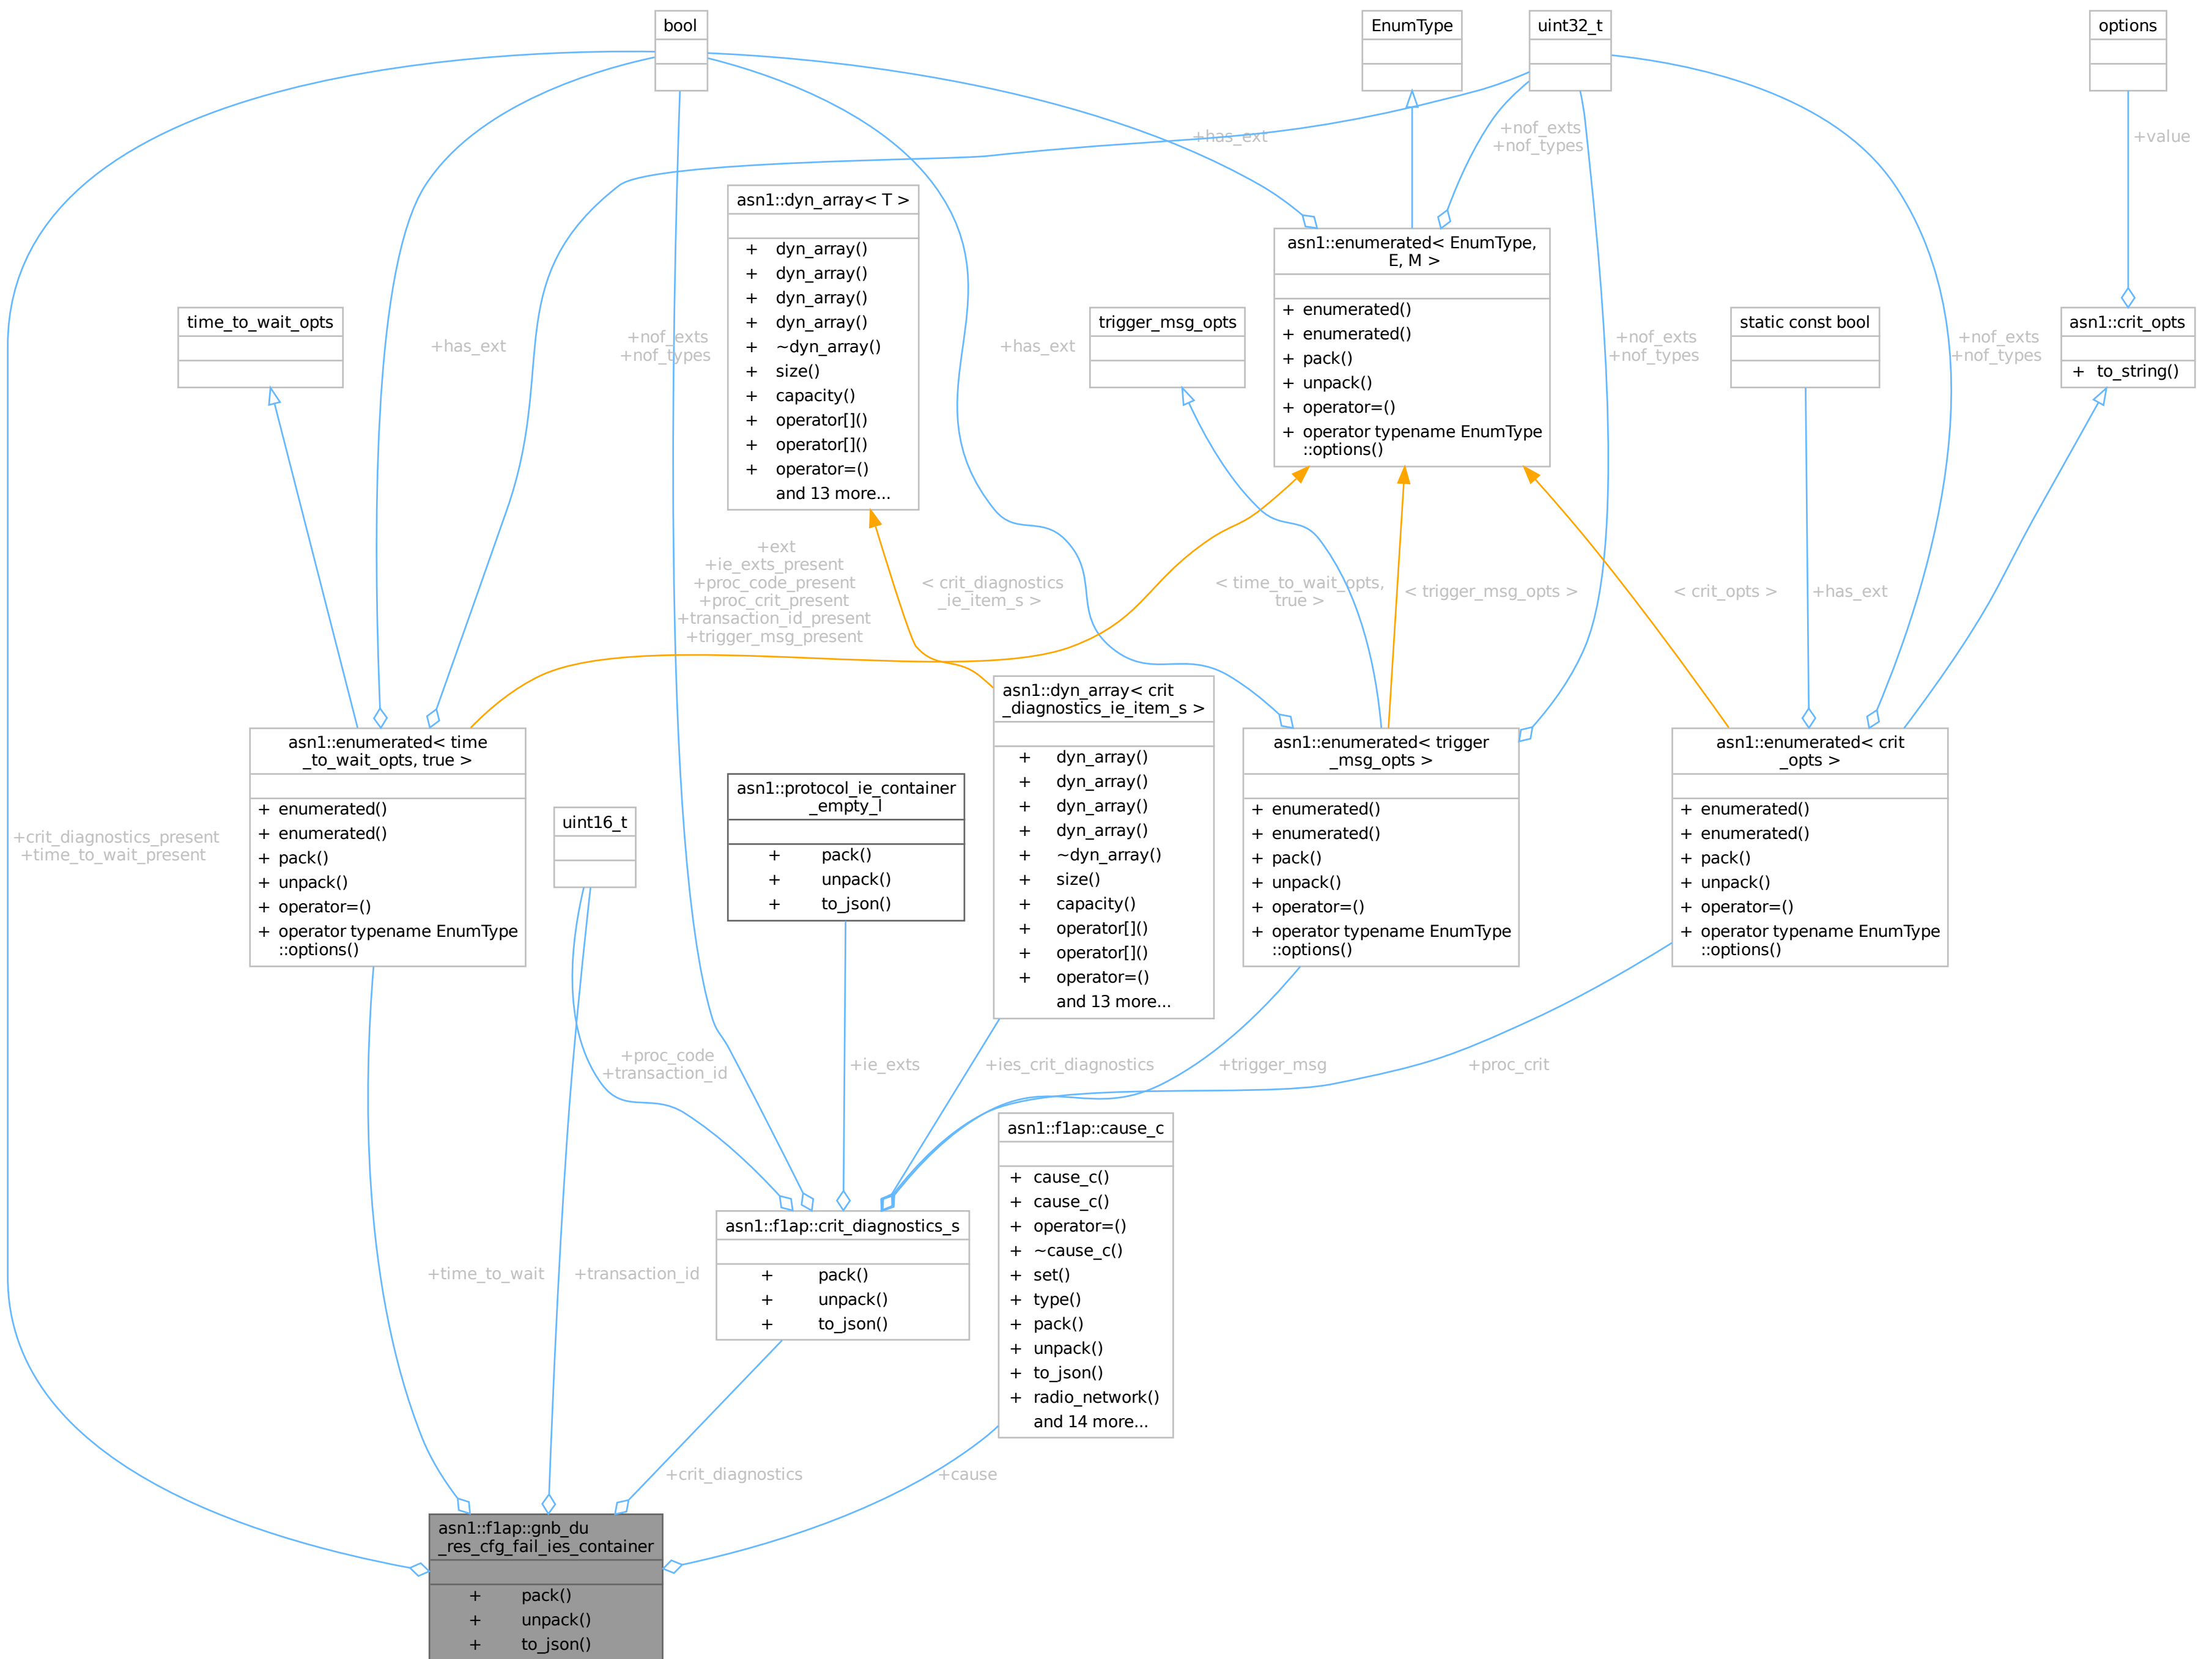 bool
EnumType
uint32_t
options
+has_ext
+nof_exts
+nof_types
+value
asn1::dyn_array< T >
+ dyn_array()
+ dyn_array()
+ dyn_array()
+ dyn_array()
+ ~dyn_array()
+ size()
+ capacity()
+ operator[]()
+ operator[]()
+ operator=()
and 13 more...
asn1::enumerated< EnumType,
E, M >
+ enumerated()
+ enumerated()
+ pack()
+ unpack()
+ operator=()
+ operator typename EnumType
::options()
time_to_wait_opts
+has_ext
+nof_exts
+nof_types
+has_ext
trigger_msg_opts
+nof_exts
+nof_types
static const bool
+nof_exts
+nof_types
asn1::crit_opts
+ to_string()
+ext
+ie_exts_present
+proc_code_present
+proc_crit_present
+transaction_id_present
+trigger_msg_present
< crit_diagnostics
_ie_item_s >
< time_to_wait_opts,
true >
< trigger_msg_opts >
< crit_opts >
+has_ext
+crit_diagnostics_present
+time_to_wait_present
asn1::enumerated< time
_to_wait_opts, true >
+ enumerated()
+ enumerated()
+ pack()
+ unpack()
+ operator=()
+ operator typename EnumType
::options()
uint16_t
asn1::protocol_ie_container
_empty_l
+ pack()
+ unpack()
+ to_json()
asn1::dyn_array< crit
_diagnostics_ie_item_s >
+ dyn_array()
+ dyn_array()
+ dyn_array()
+ dyn_array()
+ ~dyn_array()
+ size()
+ capacity()
+ operator[]()
+ operator[]()
+ operator=()
and 13 more...
asn1::enumerated< trigger
_msg_opts >
+ enumerated()
+ enumerated()
+ pack()
+ unpack()
+ operator=()
+ operator typename EnumType
::options()
asn1::enumerated< crit
_opts >
+ enumerated()
+ enumerated()
+ pack()
+ unpack()
+ operator=()
+ operator typename EnumType
::options()
+proc_code
+transaction_id
+ie_exts
+ies_crit_diagnostics
+trigger_msg
+proc_crit
asn1::f1ap::crit_diagnostics_s
+ pack()
+ unpack()
+ to_json()
asn1::f1ap::cause_c
+ cause_c()
+ cause_c()
+ operator=()
+ ~cause_c()
+ set()
+ type()
+ pack()
+ unpack()
+ to_json()
+ radio_network()
and 14 more...
+time_to_wait
+transaction_id
+crit_diagnostics
+cause
asn1::f1ap::gnb_du
_res_cfg_fail_ies_container
+ pack()
+ unpack()
+ to_json()